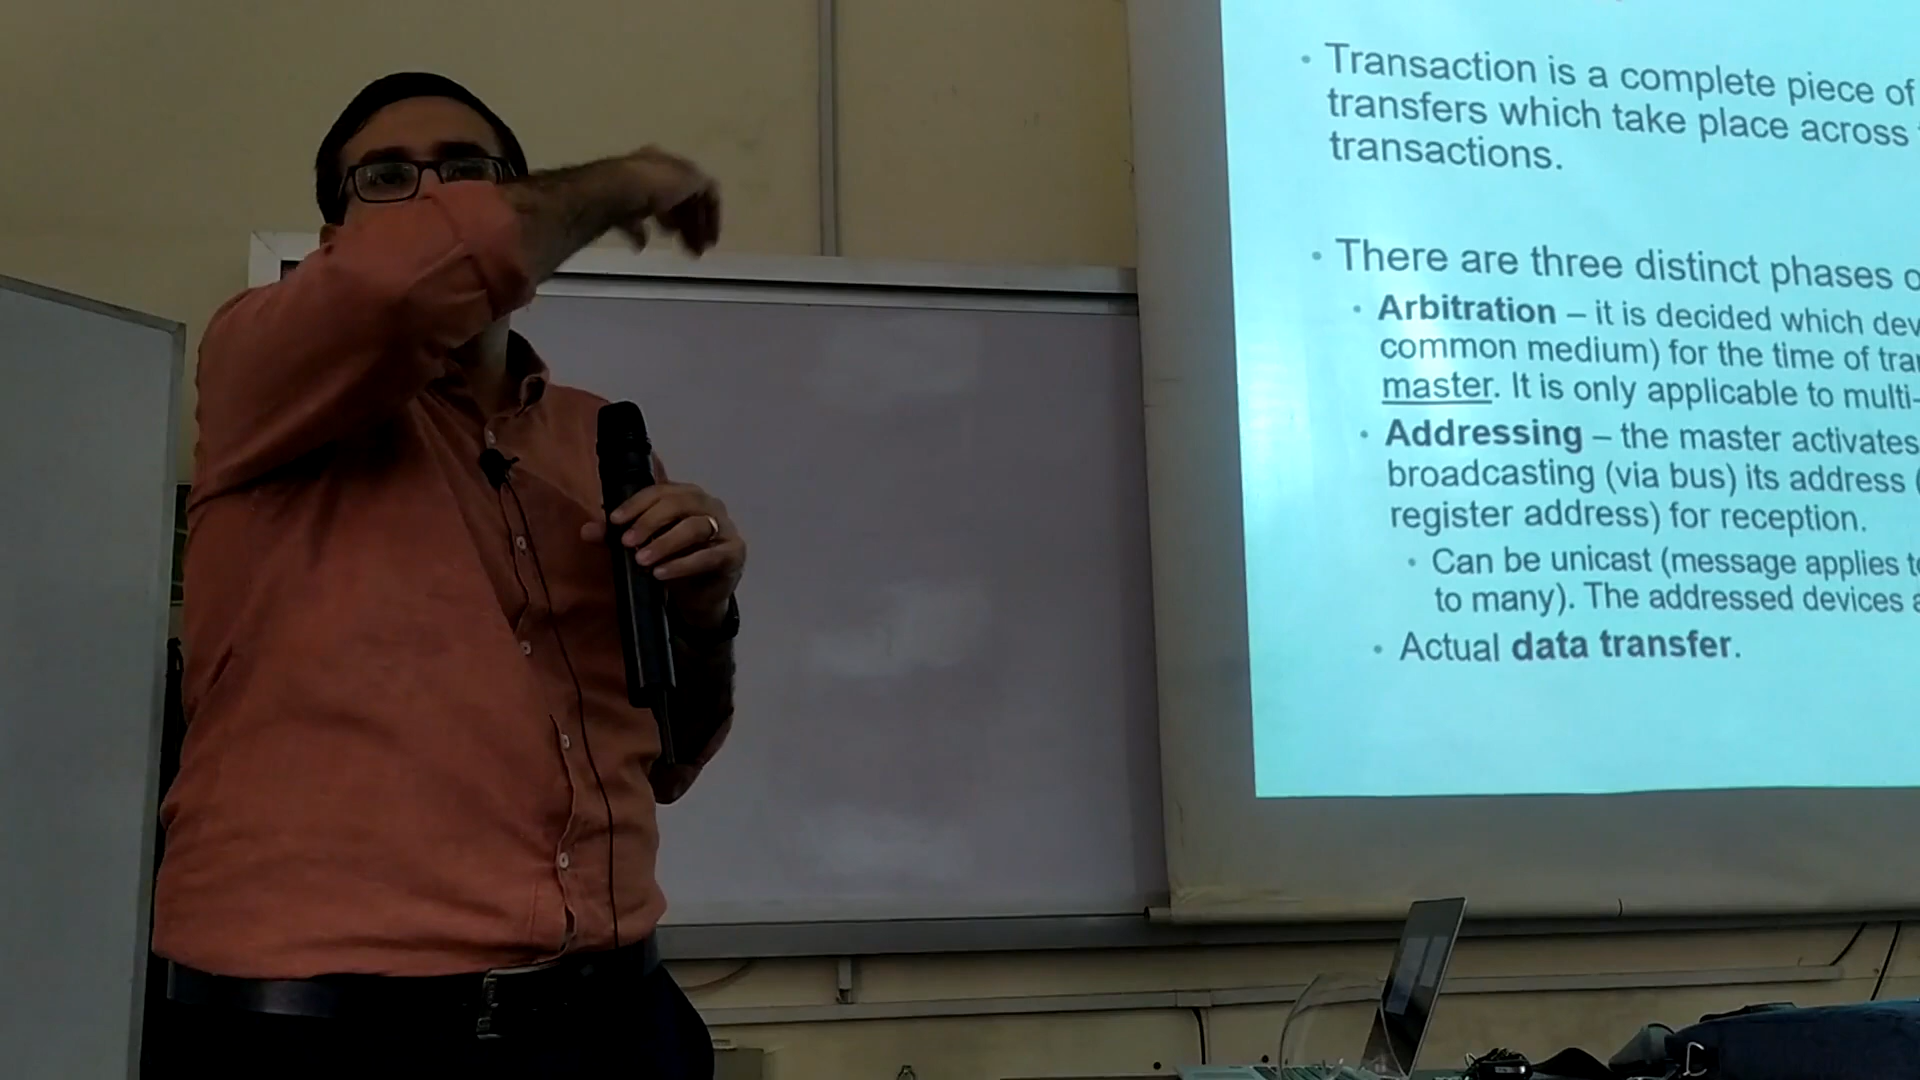 Transaction is a complete piece of
transfers which take place across
transactions.
There are three distinct phases
Arbitration – it is decided which
common medium) for the time of
master. It is only applicable to multi-
Addressing – the master activates
broadcasting (via bus) its address (
register address) for reception.
Can be unicast (message applies
to many). The addressed devices
Actual data transfer.